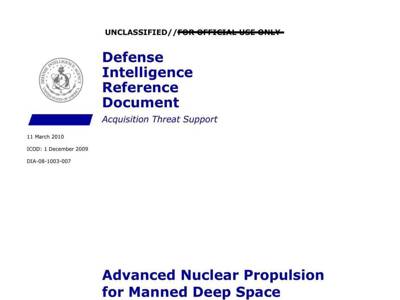 UNCLASSIFIED//FOR OFFICIAL USE ONLY
Defense
Intelligence
Reference
Document
Acquisition Threat Support
11 March 2010
ICOD: 1 December 2009
DIA-08-1003-007
Advanced Nuclear Propulsion
for Manned Deep Space